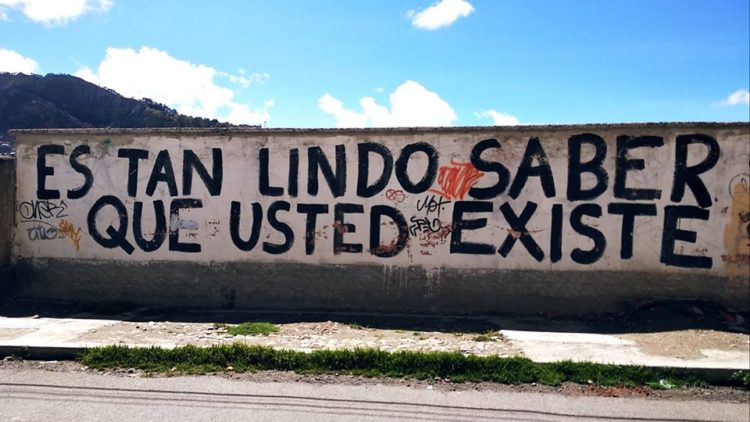 ES TAN LINDO SABER
QUE USTED EXISTE